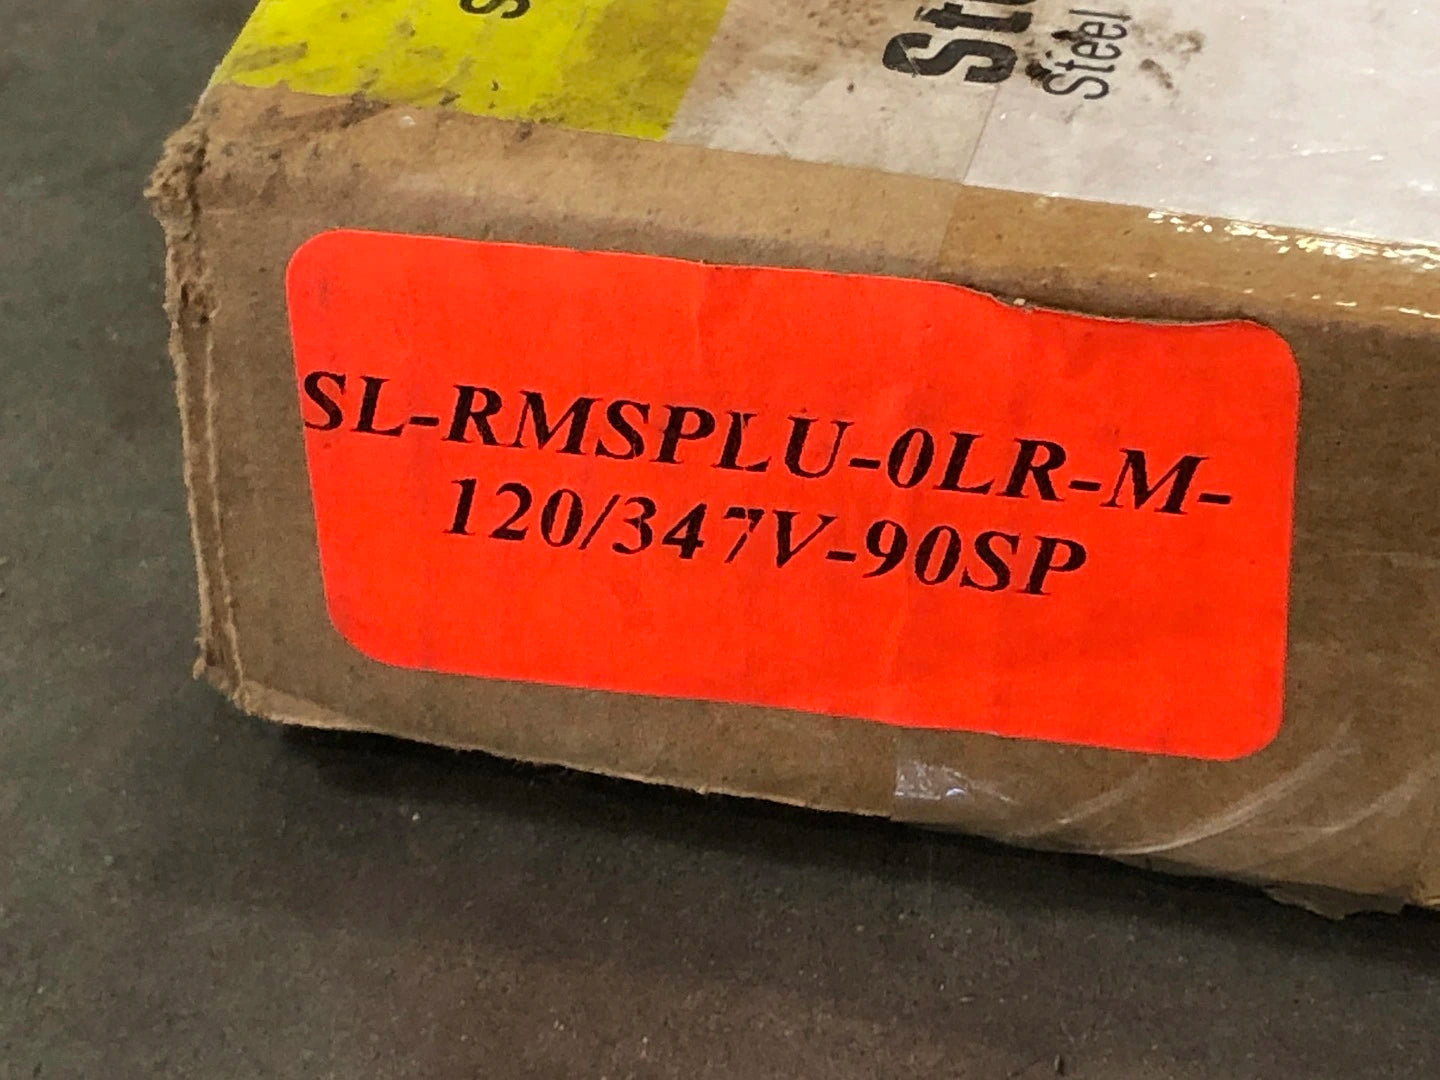 Steel
SL-RMSPLU-0LR-M-
120/347V-90SP